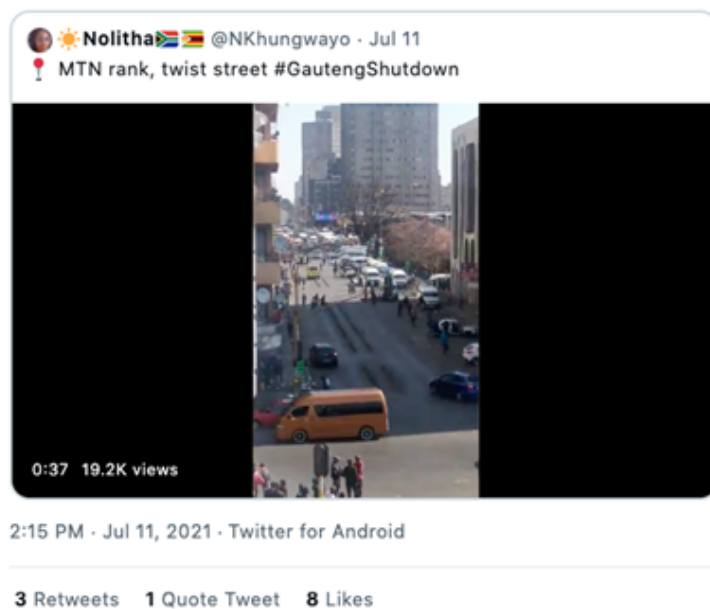 Nolitha @NKhungwayo · Jul 11
MTN rank, twist street #GautengShutdown
0:37 19.2K views
2:15 PM · Jul 11, 2021 · Twitter for Android
3 Retweets 1 Quote Tweet 8 Likes